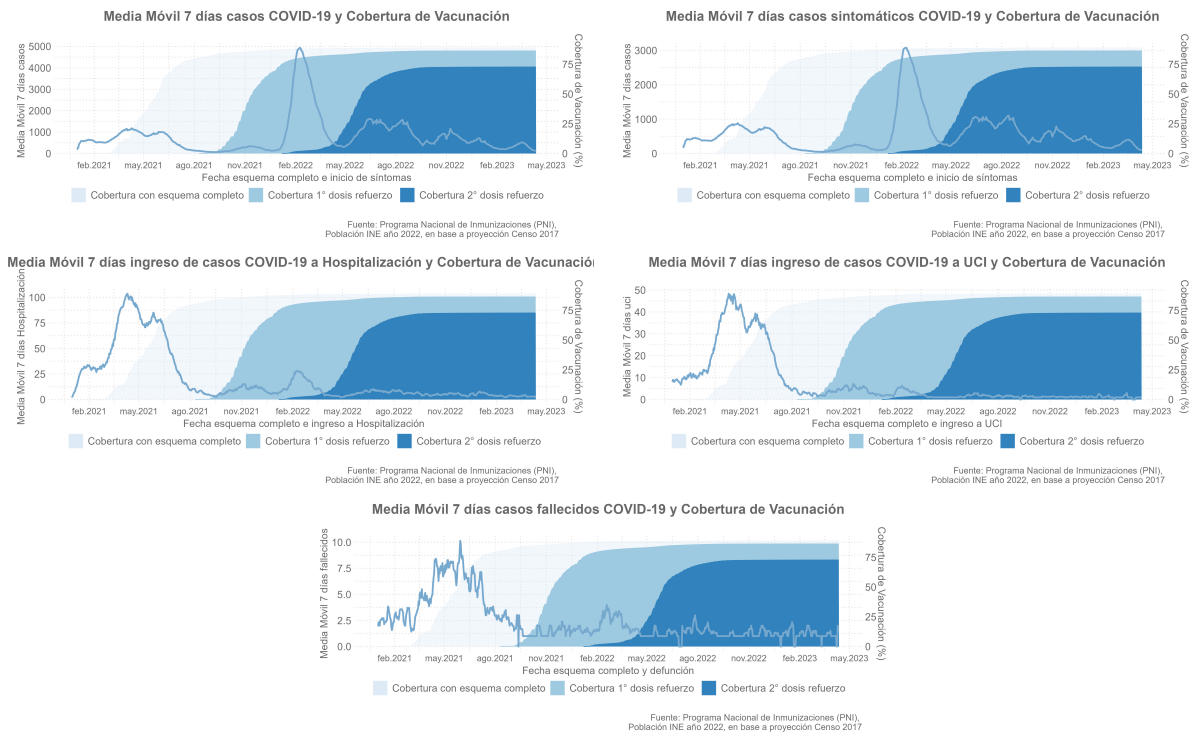 Media Móvil 7 días casos COVID-19 y Cobertura de Vacunación
Media Móvil 7 días casos
5000
4000
3000
2000
1000
0
75
50
25
0
Cobertura de Vacunación (%)
feb.2021 may.2021 ago.2021 nov.2021 feb.2022 may.2022 ago.2022 nov.2022 feb.2023 may.2023
Fecha esquema completo e inicio de síntomas
Cobertura con esquema completo Cobertura 1° dosis refuerzo Cobertura 2° dosis refuerzo
Fuente: Programa Nacional de Inmunizaciones (PNI),
Población INE año 2022, en base a proyección Censo 2017
Media Móvil 7 días casos sintomáticos COVID-19 y Cobertura de Vacunación
Media Móvil 7 días casos
3000
2000
1000
0
75
50
25
0
Cobertura de Vacunación (%)
feb.2021 may.2021 ago.2021 nov.2021 feb.2022 may.2022 ago.2022 nov.2022 feb.2023 may.2023
Fecha esquema completo e inicio de síntomas
Cobertura con esquema completo Cobertura 1° dosis refuerzo Cobertura 2° dosis refuerzo
Fuente: Programa Nacional de Inmunizaciones (PNI),
Población INE año 2022, en base a proyección Censo 2017
Media Móvil 7 días ingreso de casos COVID-19 a Hospitalización y Cobertura de Vacunación
Media Móvil 7 días Hospitalización
100
75
50
25
0
75
50
25
0
Cobertura de Vacunación (%)
feb.2021 may.2021 ago.2021 nov.2021 feb.2022 may.2022 ago.2022 nov.2022 feb.2023 may.2023
Fecha esquema completo e ingreso a Hospitalización
Cobertura con esquema completo Cobertura 1° dosis refuerzo Cobertura 2° dosis refuerzo
Fuente: Programa Nacional de Inmunizaciones (PNI),
Población INE año 2022, en base a proyección Censo 2017
Media Móvil 7 días ingreso de casos COVID-19 a UCI y Cobertura de Vacunación
Media Móvil 7 días uci
50
40
30
20
10
0
75
50
25
0
Cobertura de Vacunación (%)
feb.2021 may.2021 ago.2021 nov.2021 feb.2022 may.2022 ago.2022 nov.2022 feb.2023 may.2023
Fecha esquema completo e ingreso a UCI
Cobertura con esquema completo Cobertura 1° dosis refuerzo Cobertura 2° dosis refuerzo
Fuente: Programa Nacional de Inmunizaciones (PNI),
Población INE año 2022, en base a proyección Censo 2017
Media Móvil 7 días casos fallecidos COVID-19 y Cobertura de Vacunación
Media Móvil 7 días fallecidos
10.0
7.5
5.0
2.5
0.0
75
50
25
0
Cobertura de Vacunación (%)
feb.2021 may.2021 ago.2021 nov.2021 feb.2022 may.2022 ago.2022 nov.2022 feb.2023 may.2023
Fecha esquema completo y defunción
Cobertura con esquema completo Cobertura 1° dosis refuerzo Cobertura 2° dosis refuerzo
Fuente: Programa Nacional de Inmunizaciones (PNI),
Población INE año 2022, en base a proyección Censo 2017